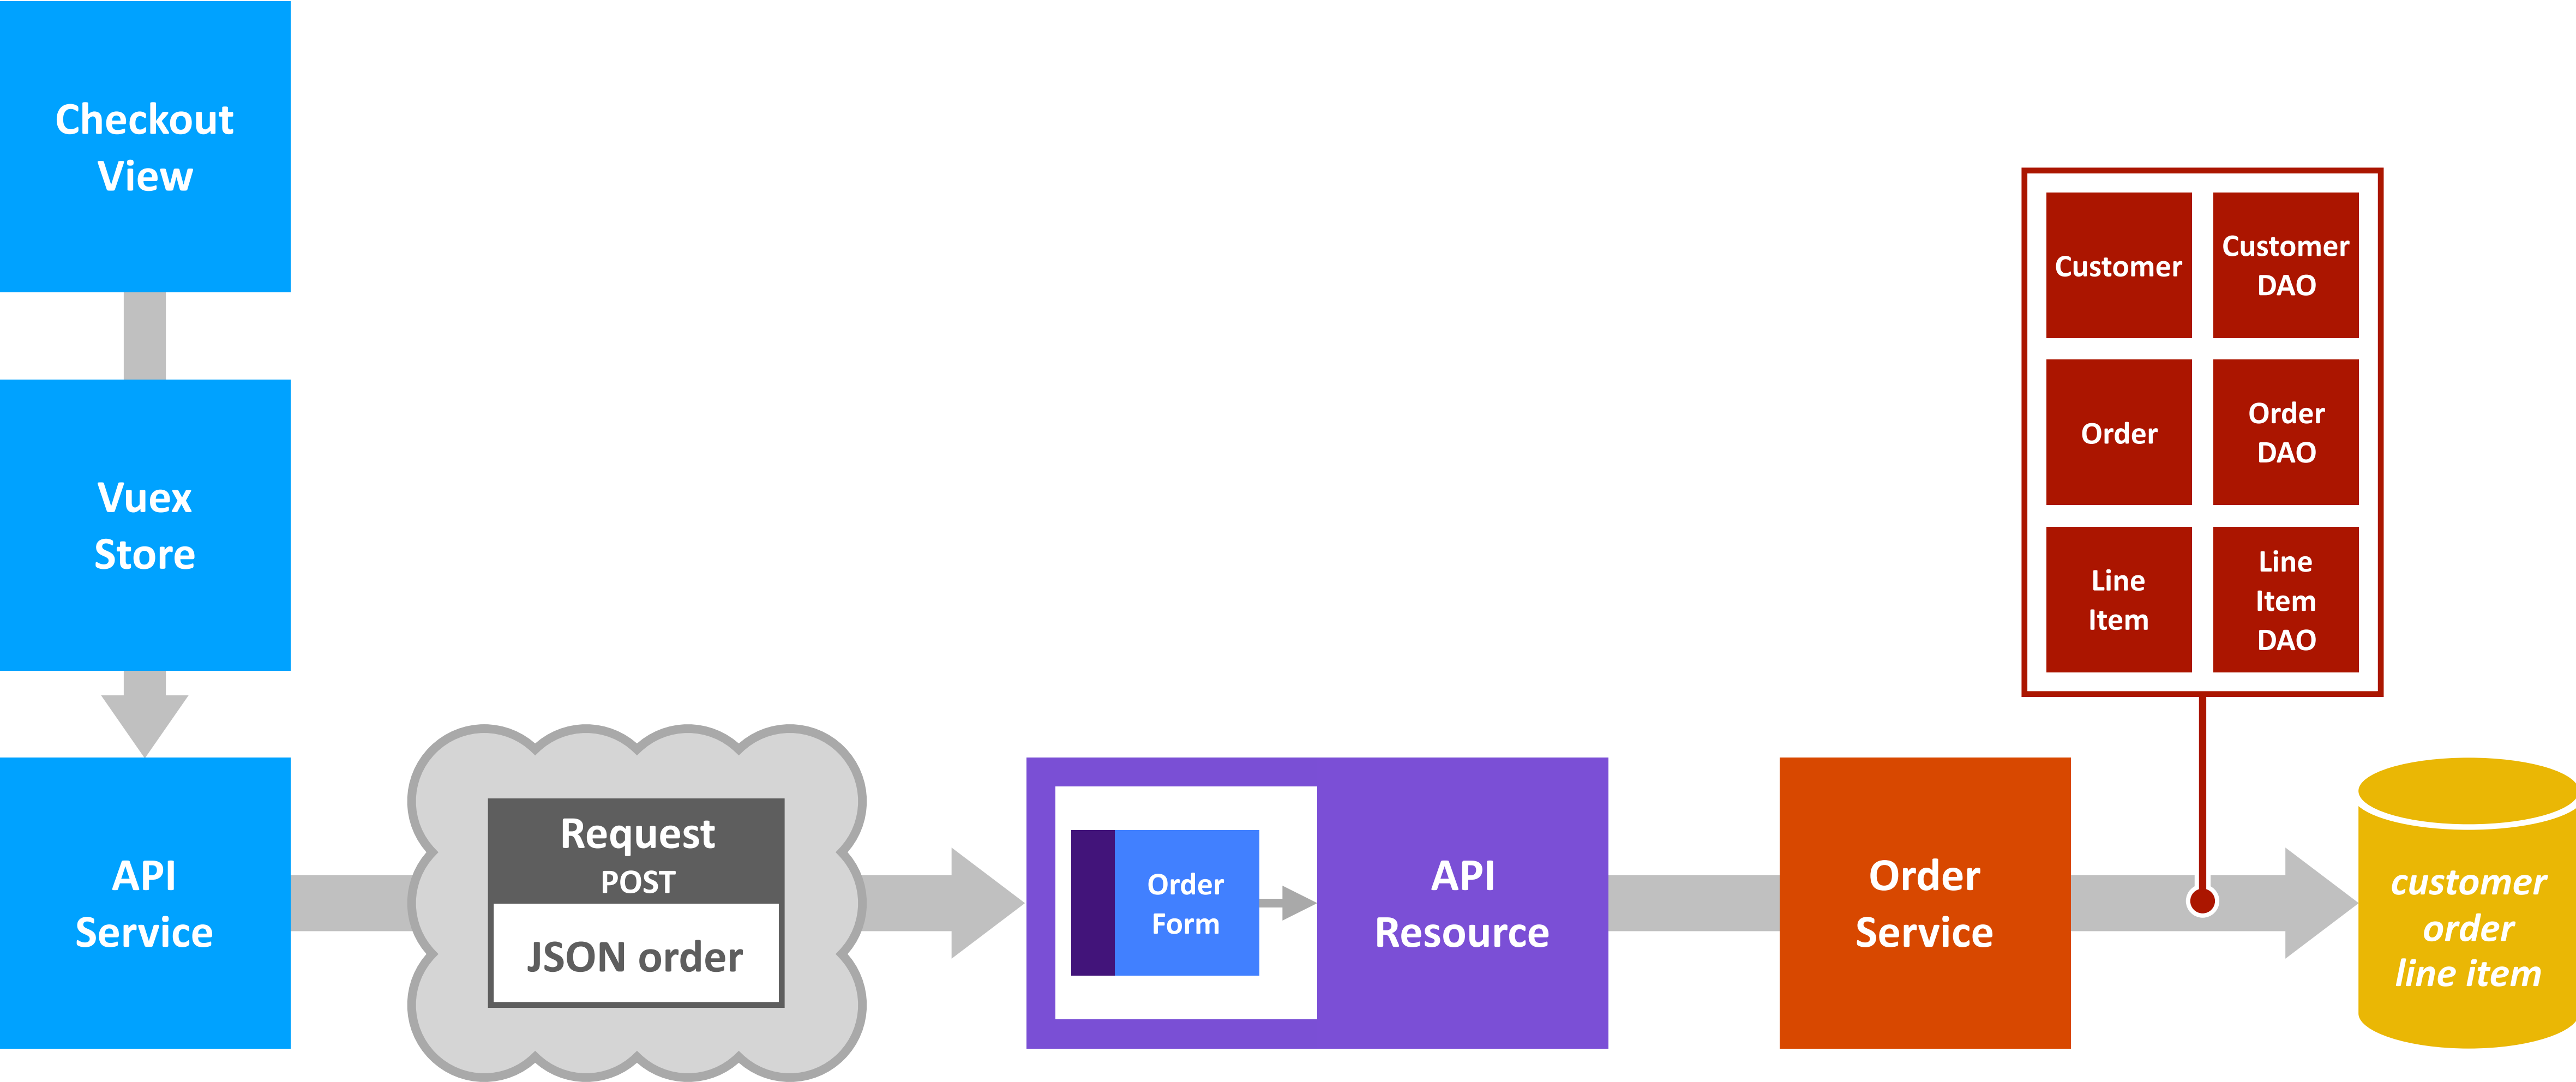 Checkout
View
Vuex
Store
API
Service
Request
POST
JSON order
Order
Form
API
Resource
Order
Service
Customer
Customer
DAO
Order
Order
DAO
Line
Item
Line
Item
DAO
customer
order
line item